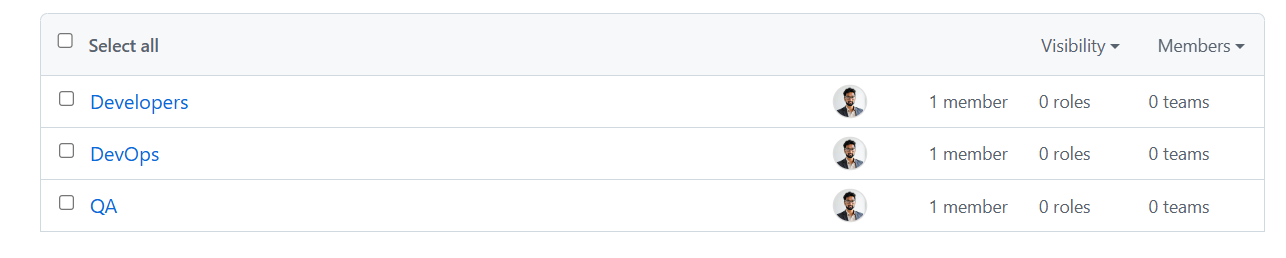 Select all Visibility Members
Developers 1 member 0 roles 0 teams
DevOps 1 member 0 roles 0 teams
QA 1 member 0 roles 0 teams